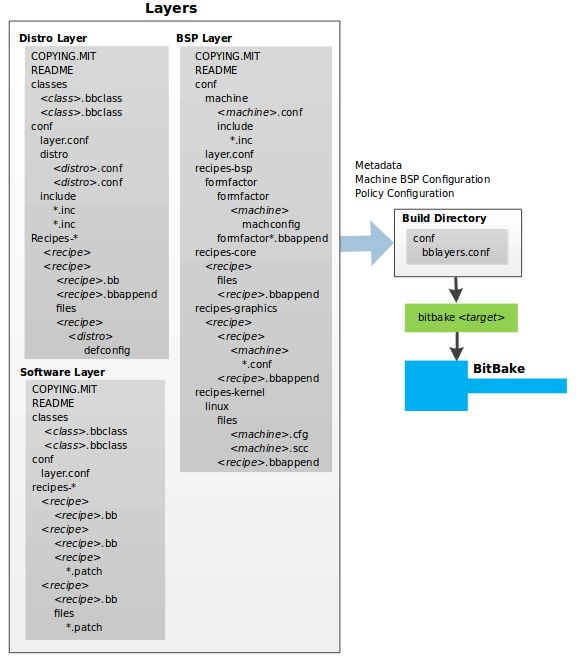 Layers
Distro Layer
COPYING.MIT
README
classes
<class>.bbclass
<class>.bbclass
conf
layer.conf
distro
<distro>.conf
<distro>.conf
include
*.inc
*.inc
Recipes-*
<recipe>
<recipe>
<recipe>.bb
<recipe>.bbappend
files
<recipe>
<distro>
defconfig
Software Layer
COPYING.MIT
README
classes
<class>.bbclass
<class>.bbclass
conf
layer.conf
recipes-*
<recipe>
<recipe>.bb
<recipe>
<recipe>.bb
<recipe>
*.patch
<recipe>
<recipe>.bb
files
*.patch
BSP Layer
COPYING.MIT
README
conf
machine
<machine>.conf
include
*.inc
layer.conf
recipes-bsp
formfactor
formfactor
<machine>
machconfig
formfactor*.bbappend
recipes-core
<recipe>
files
<recipe>.bbappend
recipes-graphics
<recipe>
<recipe>
<machine>
*.conf
<recipe>.bbappend
recipes-kernel
linux
files
<machine>.cfg
<machine>.scc
<recipe>.bbappend
Metadata
Machine BSP Configuration
Policy Configuration
Build Directory
conf
bblayers.conf
bitbake <target>
BitBake